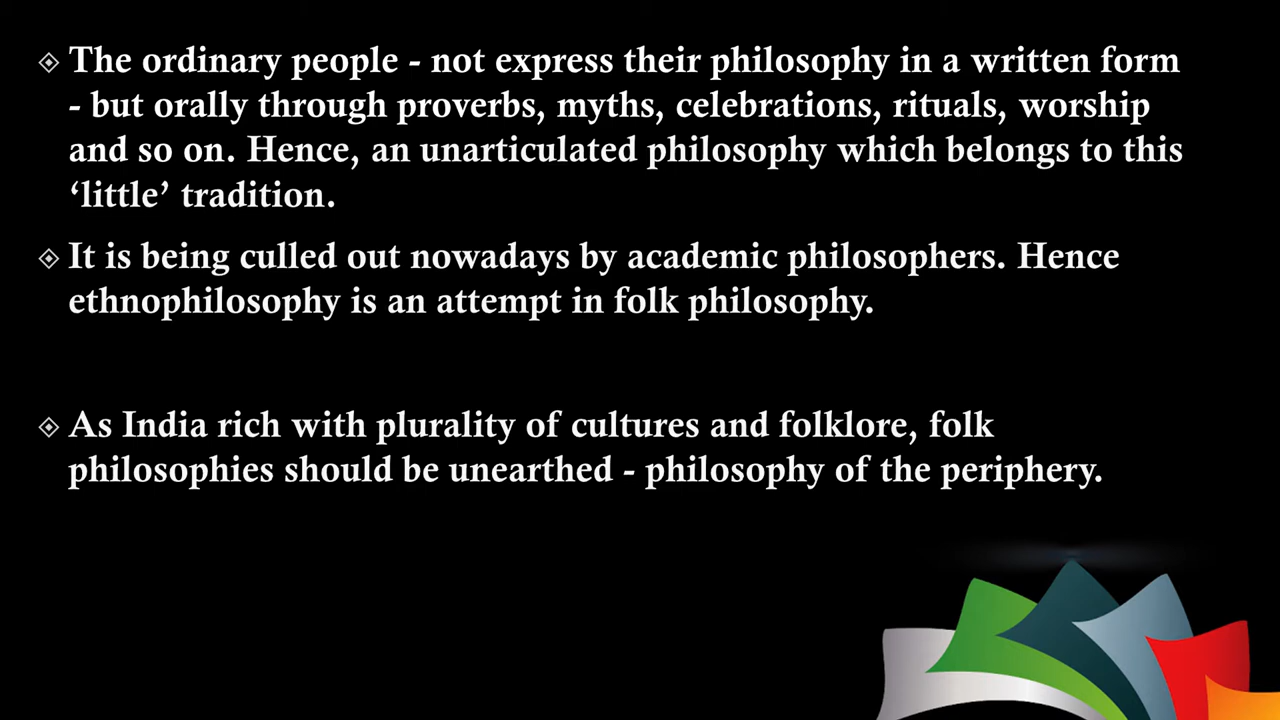 The ordinary people - not express their philosophy in a written form
- but orally through proverbs, myths, celebrations, rituals, worship
and so on. Hence, an unarticulated philosophy which belongs to this
‘little’ tradition.
It is being culled out nowadays by academic philosophers. Hence
ethnophilosophy is an attempt in folk philosophy.
As India rich with plurality of cultures and folklore, folk
philosophies should be unearthed - philosophy of the periphery.